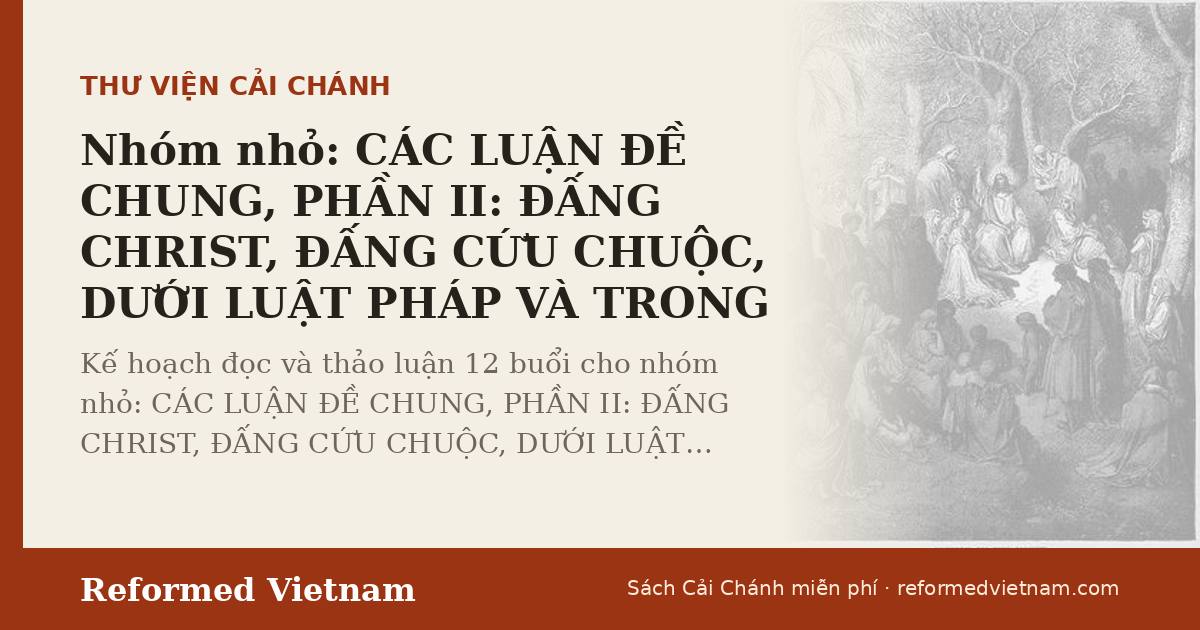 THƯ VIỆN CẢI CHÁNH
Nhóm nhỏ: CÁC LUẬN ĐỀ
CHUNG, PHẦN II: ĐẤNG
CHRIST, ĐẤNG CỨU CHUỘC,
DƯỚI LUẬT PHÁP VÀ TRONG
Kế hoạch đọc và thảo luận 12 buổi cho nhóm
nhỏ: CÁC LUẬN ĐỀ CHUNG, PHẦN II: ĐẤNG
CHRIST, ĐẤNG CỨU CHUỘC, DƯỚI LUẬT...
Reformed Vietnam
Sách Cải Chánh miễn phí · reformedvietnam.com